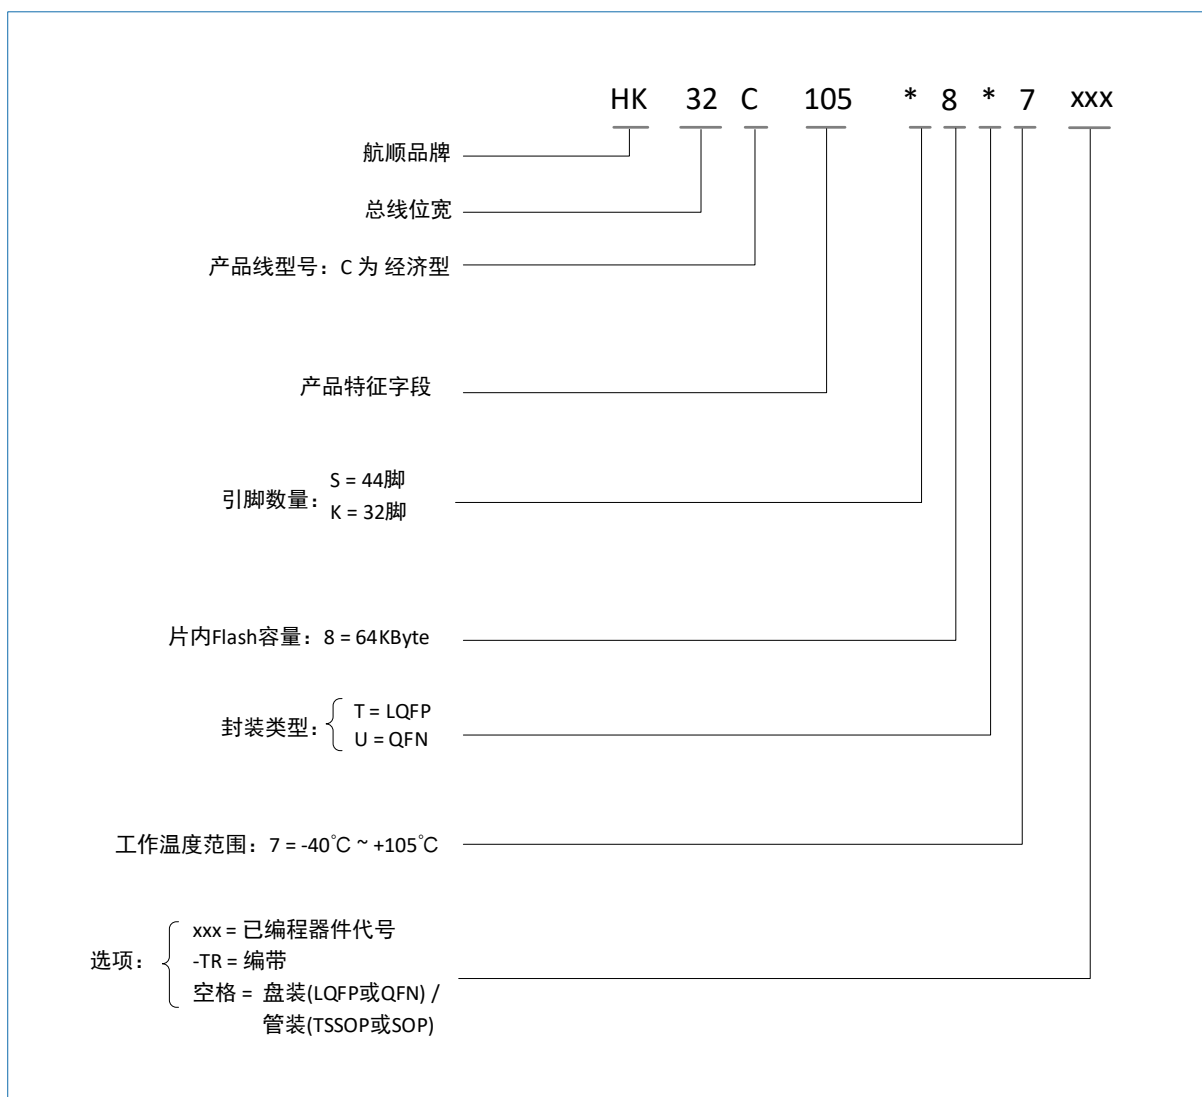 HK 32 C 105 * 8 * 7 xxx
航顺品牌
总线位宽
产品线型号：C 为 经济型
产品特征字段
引脚数量：
S = 44脚
K = 32脚
片内Flash容量：8 = 64KByte
封装类型：
T = LQFP
U = QFN
工作温度范围：7 = -40℃ ~ +105℃
选项：
xxx = 已编程器件代号
-TR = 编带
空格 = 盘装(LQFP或QFN) /
管装(TSSOP或SOP)